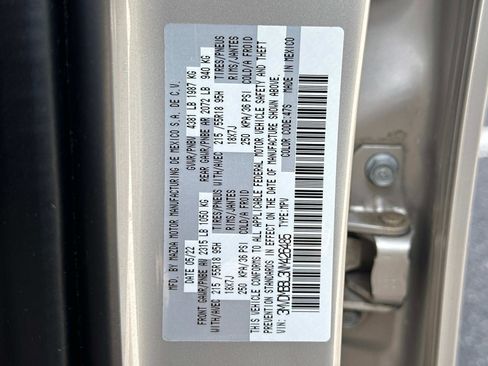 MFD. BY MAZDA MOTOR MANUFACTURING DE MEXICO S.A. DE C.V.
DATE: 05/22 GVWR/PNBV 4381 LB 1987 KG
FRONT GAWR/PNBE AV 2315 LB 1050 KG REAR GAWR/PNBE AR 2072 LB 940 KG
WITH/AVEC 215 /55R18 95H TIRES/PNEUS WITH/AVEC 215 /55R18 95H TIRES/PNEUS
18X7J RIMS/JANTES 18X7J RIMS/JANTES
250 KPA/36 PSI COLD/A FROID 250 KPA/36 PSI COLD/A FROID
THIS VEHICLE CONFORMS TO ALL APPLICABLE FEDERAL MOTOR VEHICLE SAFETY AND THEFT
PREVENTION STANDARDS IN EFFECT ON THE DATE OF MANUFACTURE SHOWN ABOVE.
VIN: 3MVDMBBL3NM426485 TYPE:MPV COLOR CODE:47S MADE IN MEXICO